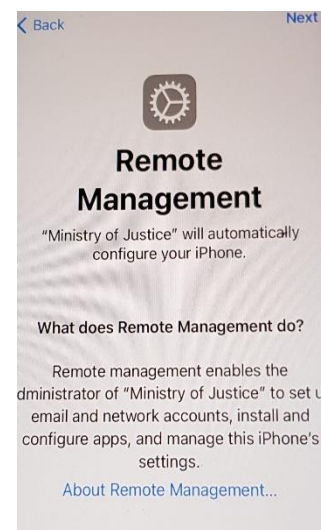 Back
Next
Remote
Management
"Ministry of Justice" will automatically
configure your iPhone.
What does Remote Management do?
Remote management enables the
dministrator of "Ministry of Justice" to set u
email and network accounts, install and
configure apps, and manage this iPhone's
settings.
About Remote Management...